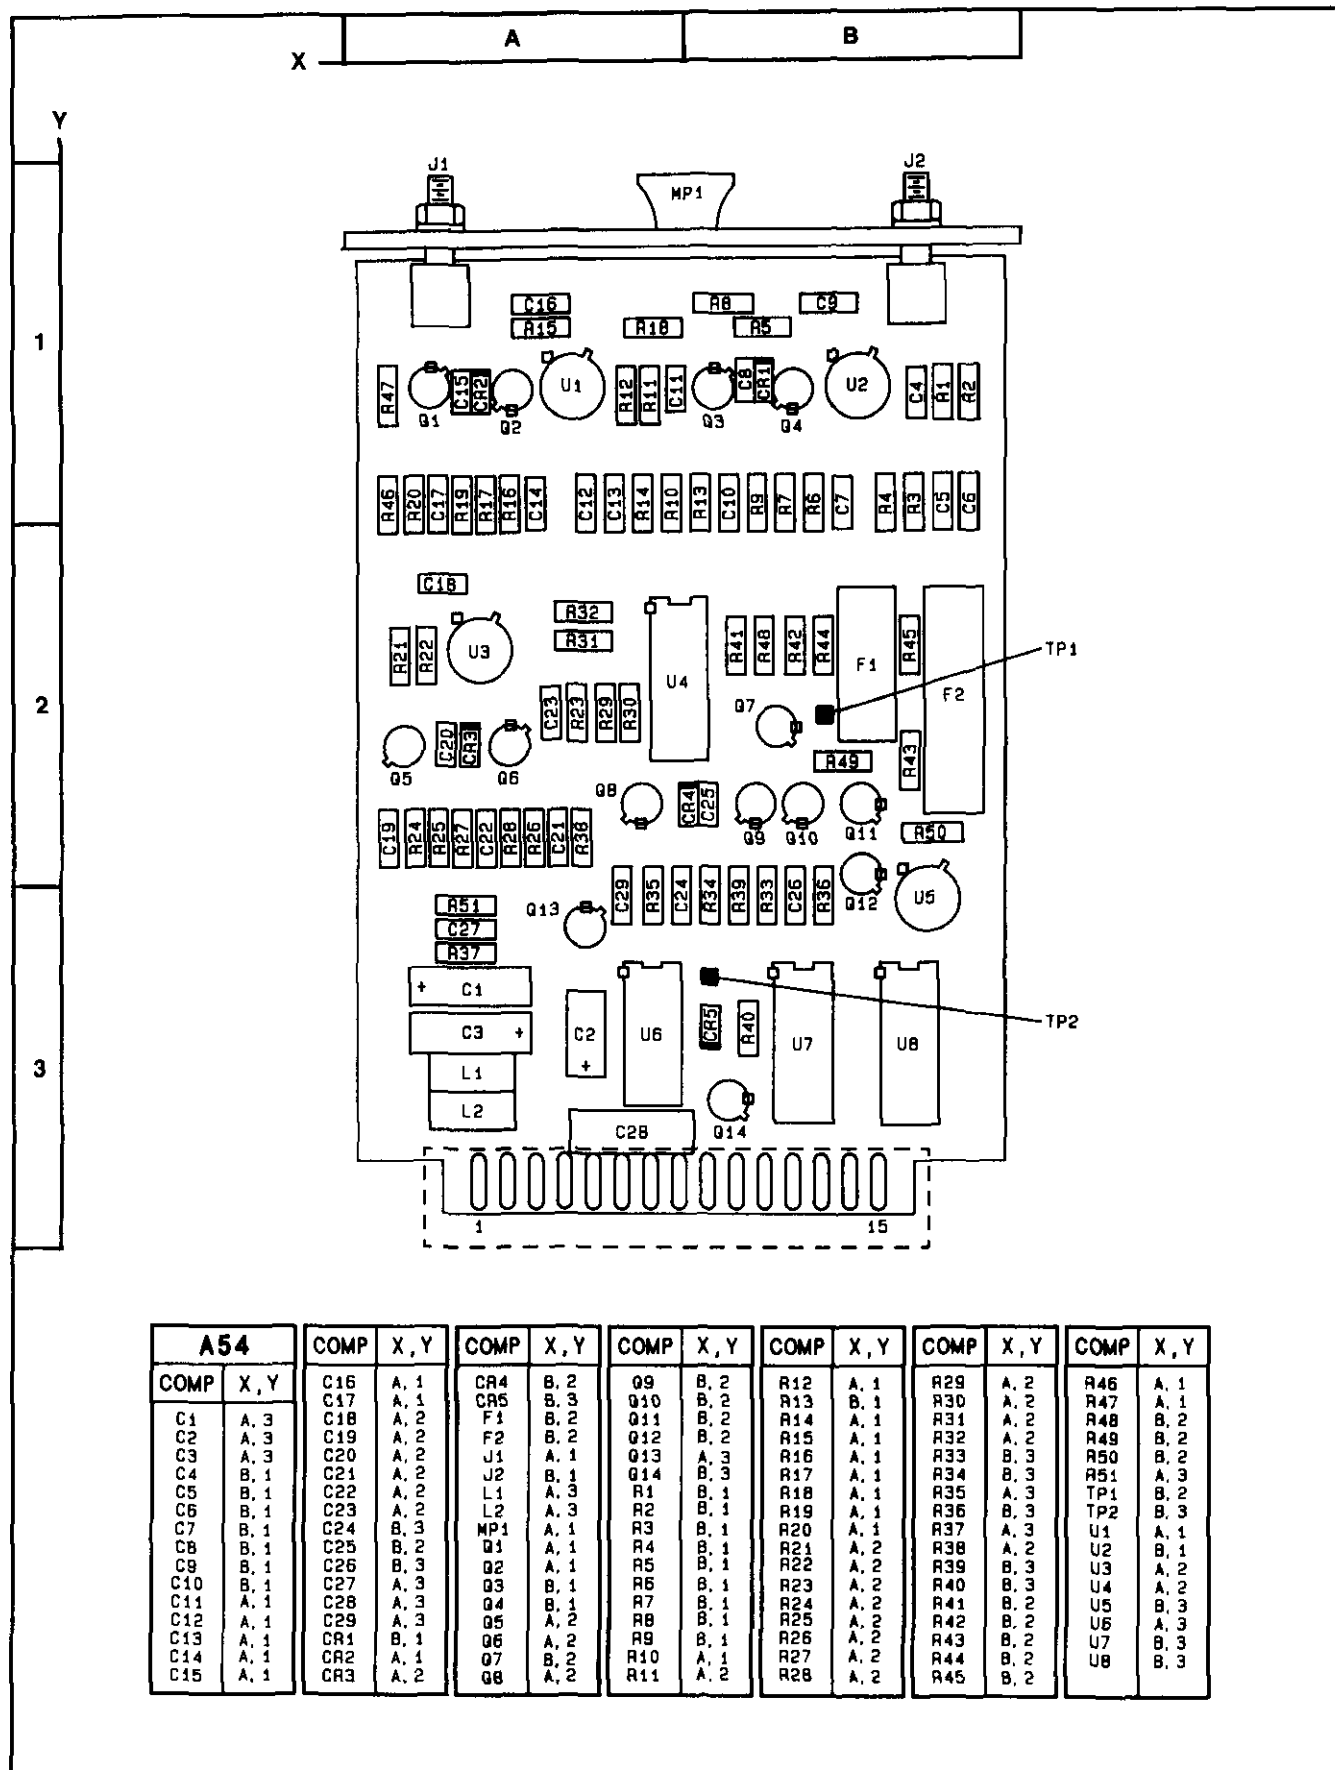 A B
X
Y
J1 MP1 J2
C16 R8 C9
R15 R18 R5
1
R47 Q1 C15 CR2 Q2 U1 R12 R11 C11 Q3 C8 CR1 Q4 U2 C4 R1 R2
R46 R20 C17 R19 R17 R16 C14 C12 C13 R14 R10 R13 C10 R9 R7 R6 C7 R4 R3 C5 C6
C18
R32
R31
R21 R22 U3 U4 R41 R48 R42 R44 F1 R45 F2 TP1
2
C23 R23 R29 R30 Q7
Q5 C20 CR3 Q6 R49 R43
Q8 CR4 C25 Q9 Q10 Q11 R50
C19 R24 R25 R27 C22 R28 R26 C21 R38
C29 R35 C24 R34 R39 R33 C26 R36 Q12 U5
R51 Q13
C27
R37
+ C1
C3 + C2 + U6 CR5 R40 U7 U8 TP2
3
L1
L2
C28 Q14
1 15
A54 COMP X,Y COMP X,Y COMP X,Y COMP X,Y COMP X,Y COMP X,Y
COMP X,Y
C1 A,3
C2 A,3
C3 A,3
C4 B,1
C5 B,1
C6 B,1
C7 B,1
C8 B,1
C9 B,1
C10 B,1
C11 A,1
C12 A,1
C13 A,1
C14 A,1
C15 A,1
C16 A,1
C17 A,1
C18 A,2
C19 A,2
C20 A,2
C21 A,2
C22 A,2
C23 A,2
C24 B,3
C25 B,2
C26 B,3
C27 A,3
C28 A,3
C29 A,3
CR1 B,1
CR2 A,1
CR3 A,2
CR4 B,2
CR5 B,3
F1 B,2
F2 B,2
J1 A,1
J2 B,1
L1 A,3
L2 A,3
MP1 A,1
Q1 A,1
Q2 A,1
Q3 B,1
Q4 B,1
Q5 A,2
Q6 A,2
Q7 B,2
Q8 A,2
Q9 B,2
Q10 B,2
Q11 B,2
Q12 B,2
Q13 A,3
Q14 B,3
R1 B,1
R2 B,1
R3 B,1
R4 B,1
R5 B,1
R6 B,1
R7 B,1
R8 B,1
R9 B,1
R10 A,1
R11 A,2
R12 A,1
R13 B,1
R14 A,1
R15 A,1
R16 A,1
R17 A,1
R18 A,1
R19 A,1
R20 A,1
R21 A,2
R22 A,2
R23 A,2
R24 A,2
R25 A,2
R26 A,2
R27 A,2
R28 A,2
R29 A,2
R30 A,2
R31 A,2
R32 A,2
R33 B,3
R34 B,3
R35 A,3
R36 B,3
R37 A,3
R38 A,2
R39 B,3
R40 B,3
R41 B,2
R42 B,2
R43 B,2
R44 B,2
R45 B,2
R46 A,1
R47 A,1
R48 B,2
R49 B,2
R50 B,2
R51 A,3
TP1 B,2
TP2 B,3
U1 A,1
U2 B,1
U3 A,2
U4 A,2
U5 B,3
U6 A,3
U7 B,3
U8 B,3